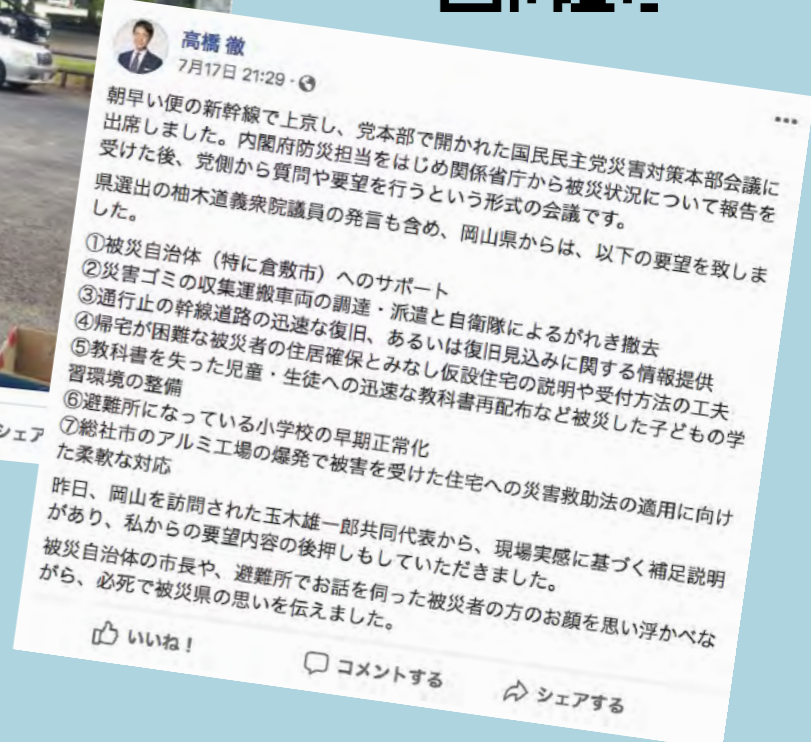 高橋 徹
7月17日 21:29・
朝早い便の新幹線で上京し、党本部で開かれた国民民主党災害対策本部会議に
出席しました。内閣府防災担当をはじめ関係省庁から被災状況について報告を
受けた後、党側から質問や要望を行うという形式の会議です。
県選出の柚木道義衆院議員の発言も含め、岡山県からは、以下の要望を致しま
した。
①被災自治体（特に倉敷市）へのサポート
②災害ゴミの収集運搬車両の調達・派遣と自衛隊によるがれき撤去
③通行止の幹線道路の迅速な復旧、あるいは復旧見込みに関する情報提供
④帰宅が困難な被災者の住居確保とみなし仮設住宅の説明や受付方法の工夫
⑤教科書を失った児童・生徒への迅速な教科書再配布など被災した子どもの学
習環境の整備
⑥避難所になっている小学校の早期正常化
⑦総社市のアルミ工場の爆発で被害を受けた住宅への災害救助法の適用に向け
た柔軟な対応
昨日、岡山を訪問された玉木雄一郎共同代表から、現場実感に基づく補足説明
があり、私からの要望内容の後押しもしていただきました。
被災自治体の市長や、避難所でお話を伺った被災者の方のお顔を思い浮かべな
がら、必死で被災県の思いを伝えました。
いいね！
コメントする
シェアする
シェア